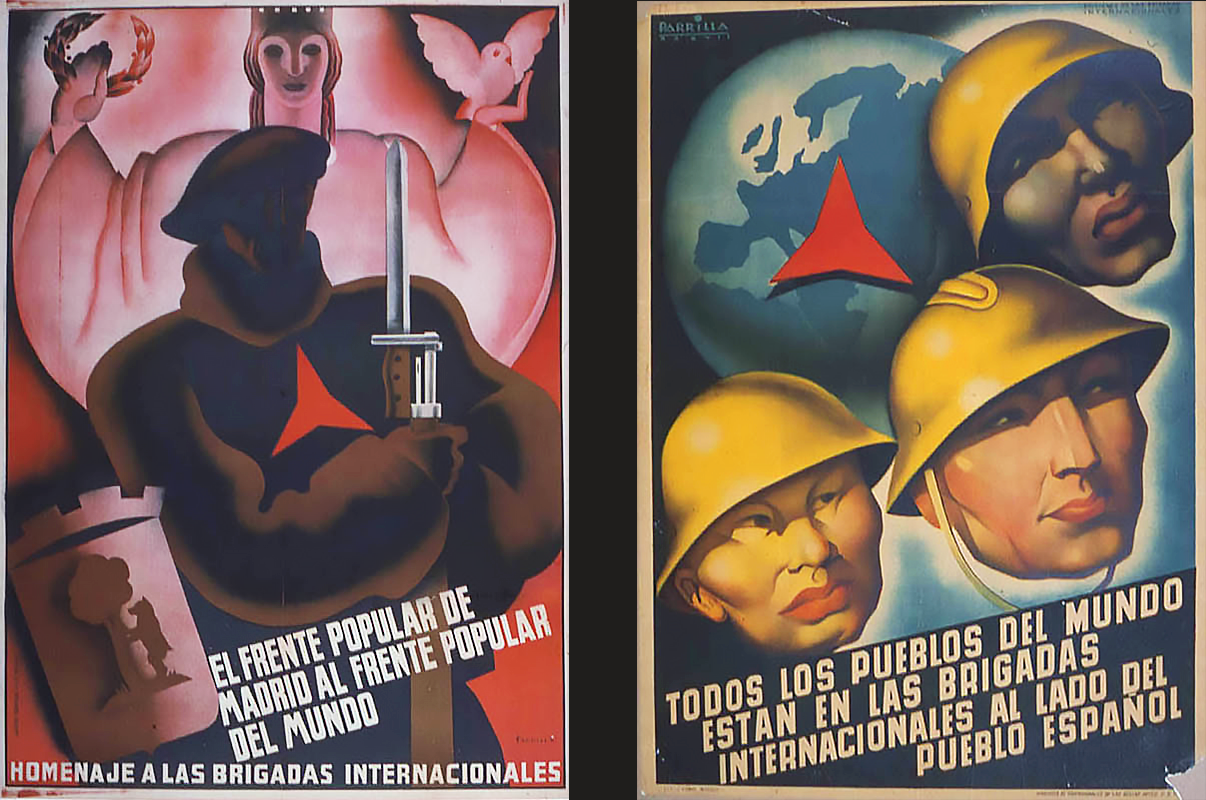 EL FRENTE POPULAR DE
MADRID AL FRENTE POPULAR
DEL MUNDO
HOMENAJE A LAS BRIGADAS INTERNACIONALES
PARRILLA
INTERNACIONALES
TODOS LOS PUEBLOS DEL MUNDO
ESTAN EN LAS BRIGADAS
INTERNACIONALES AL LADO DEL
PUEBLO ESPAÑOL